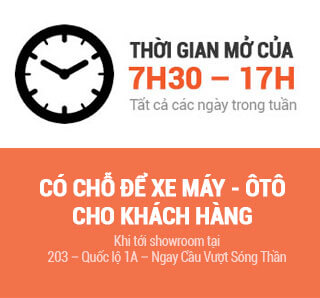 THỜI GIAN MỞ CỦA
7H30 – 17H
Tất cả các ngày trong tuần
CÓ CHỖ ĐỂ XE MÁY - ÔTÔ
CHO KHÁCH HÀNG
Khi tới showroom tại
203 – Quốc lộ 1A – Ngay Cầu Vượt Sóng Thần